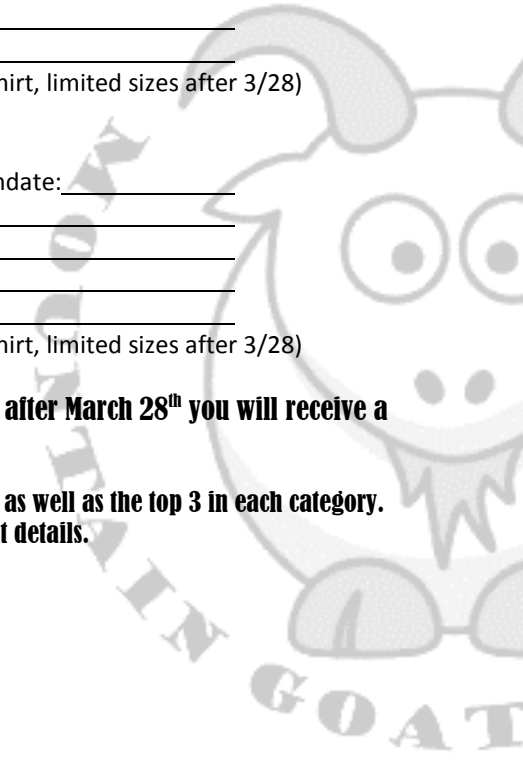 hirt, limited sizes after 3/28)
ndate:
hirt, limited sizes after 3/28)
after March 28th you will receive a
as well as the top 3 in each category.
t details.
MOUNTAIN GOAT